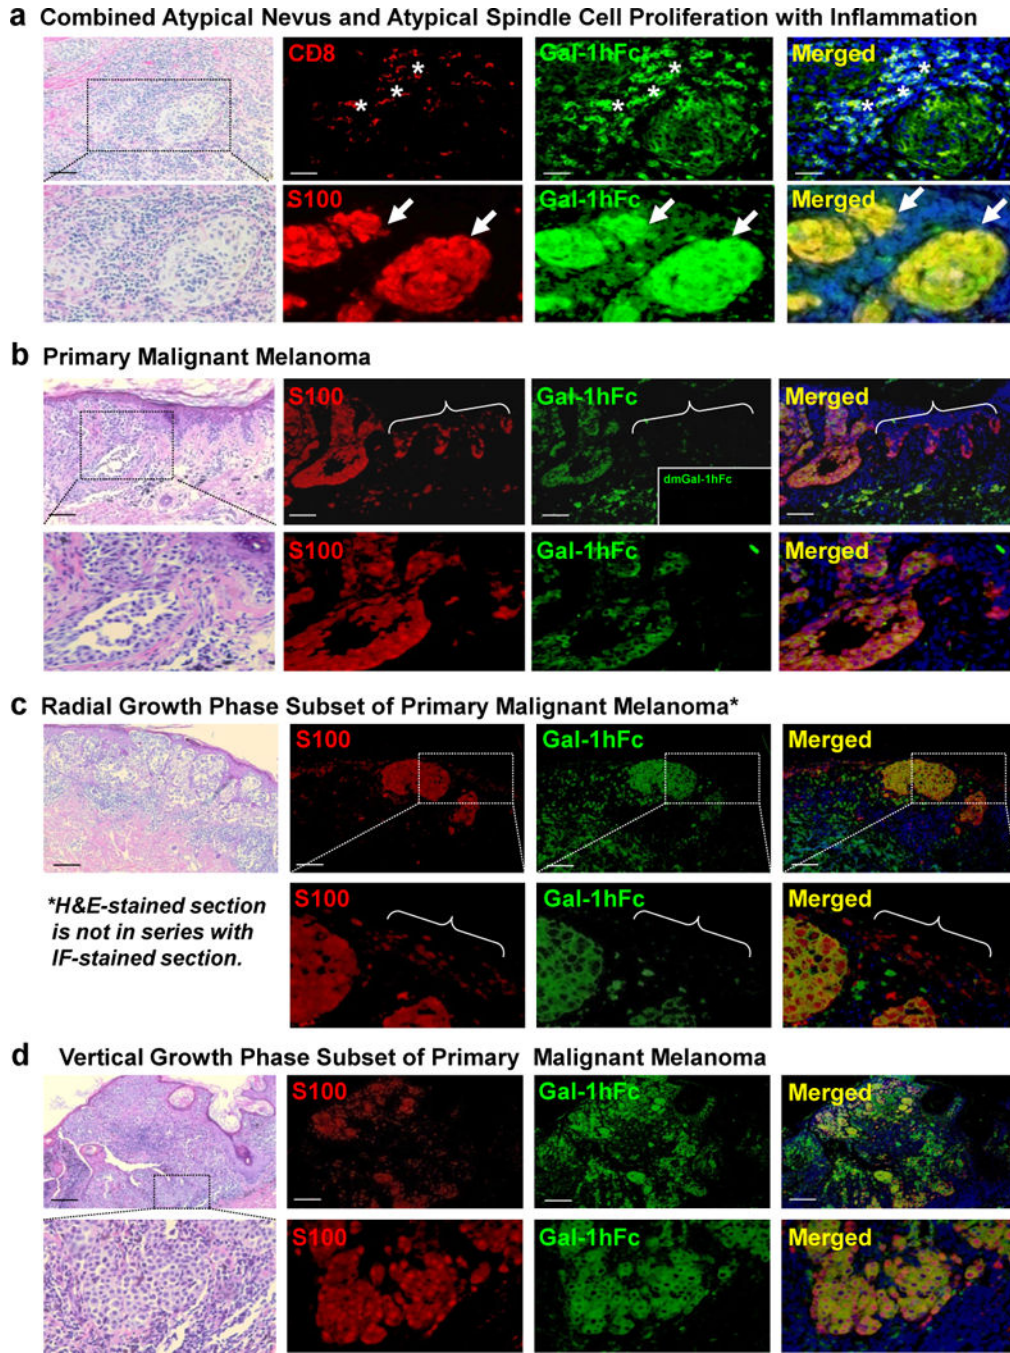 a Combined Atypical Nevus and Atypical Spindle Cell Proliferation with Inflammation
CD8 Gal-1hFc Merged
* * * * * * * * *
S100 Gal-1hFc Merged
b Primary Malignant Melanoma
S100 Gal-1hFc Merged
dmGal-1hFc
S100 Gal-1hFc Merged
c Radial Growth Phase Subset of Primary Malignant Melanoma*
S100 Gal-1hFc Merged
*H&E-stained section
is not in series with
IF-stained section.
S100 Gal-1hFc Merged
d Vertical Growth Phase Subset of Primary Malignant Melanoma
S100 Gal-1hFc Merged
S100 Gal-1hFc Merged